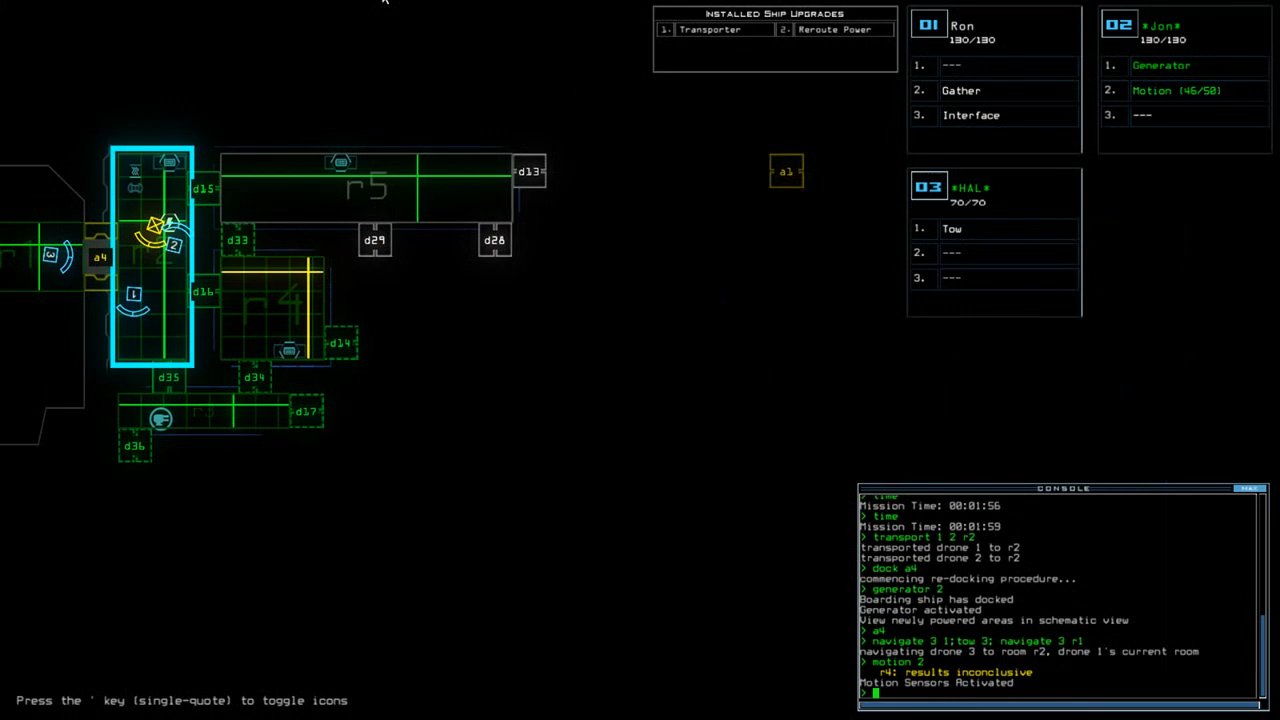 INSTALLED SHIP UPGRADES
1. Transporter 2. Reroute Power
01 Ron
130/130
1. ---
2. Gather
3. Interface
02 *Jon*
130/130
1. Generator
2. Motion (46/50)
3. ---
03 *HAL*
70/70
1. Tow
2. ---
3. ---
a1
d15
r5
d13
d33
d29
d28
3
a4
2
1
d16
r4
d14
d35
d34
r3
d17
d36
CONSOLE
MAX
> time
Mission Time: 00:01:56
> time
Mission Time: 00:01:59
> transport 1 2 r2
transported drone 1 to r2
transported drone 2 to r2
> dock a4
commencing re-docking procedure...
> generator 2
Boarding ship has docked
Generator activated
View newly powered areas in schematic view
> a4
> navigate 3 1;tow 3; navigate 3 r1
navigating drone 3 to room r2, drone 1's current room
> motion 2
r4: results inconclusive
Motion Sensors Activated
>
Press the ' key (single-quote) to toggle icons